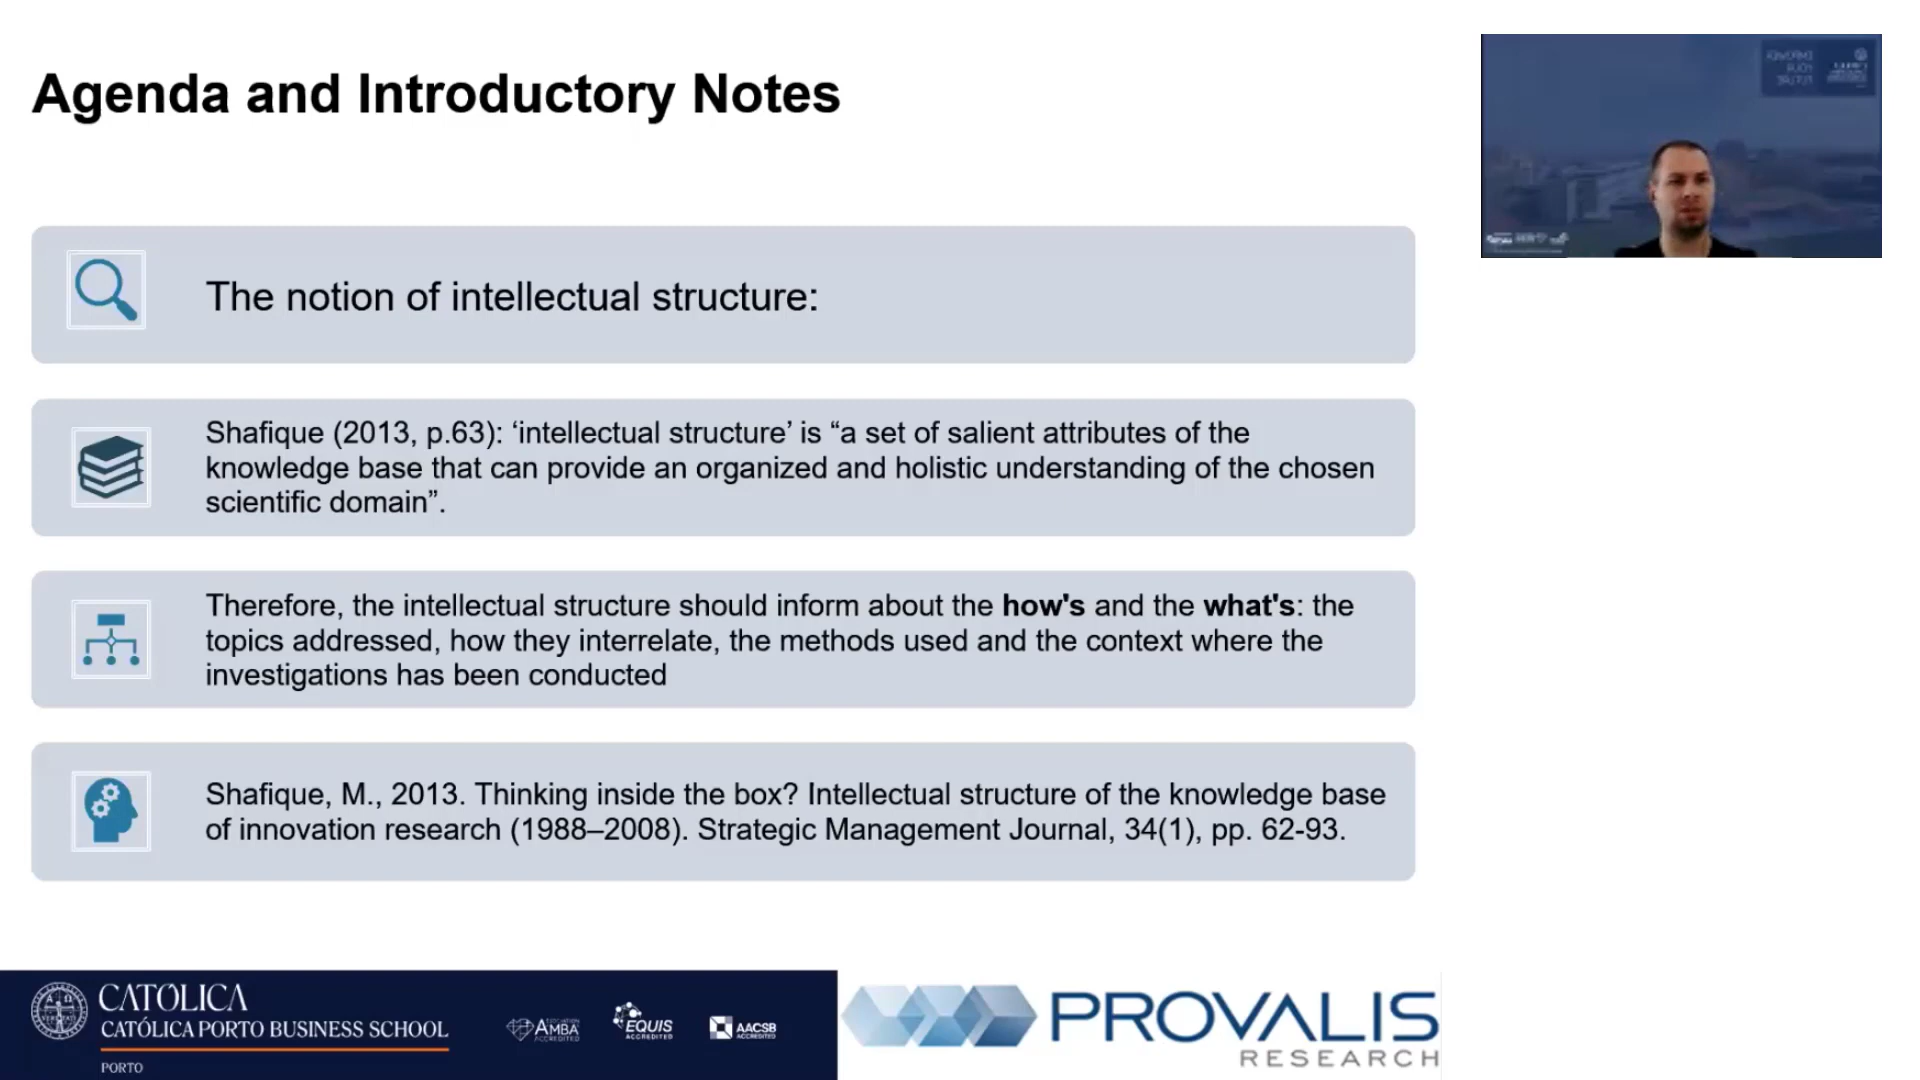 Agenda and Introductory Notes
The notion of intellectual structure:
Shafique (2013, p.63): ‘intellectual structure’ is “a set of salient attributes of the
knowledge base that can provide an organized and holistic understanding of the chosen
scientific domain”.
Therefore, the intellectual structure should inform about the how's and the what's: the
topics addressed, how they interrelate, the methods used and the context where the
investigations has been conducted
Shafique, M., 2013. Thinking inside the box? Intellectual structure of the knowledge base
of innovation research (1988–2008). Strategic Management Journal, 34(1), pp. 62-93.
CATÓLICA
CATÓLICA PORTO BUSINESS SCHOOL
PORTO
ASSOCIATION
AMBA
ACCREDITED
EQUIS
ACCREDITED
AACSB
ACCREDITED
PROVALIS
RESEARCH